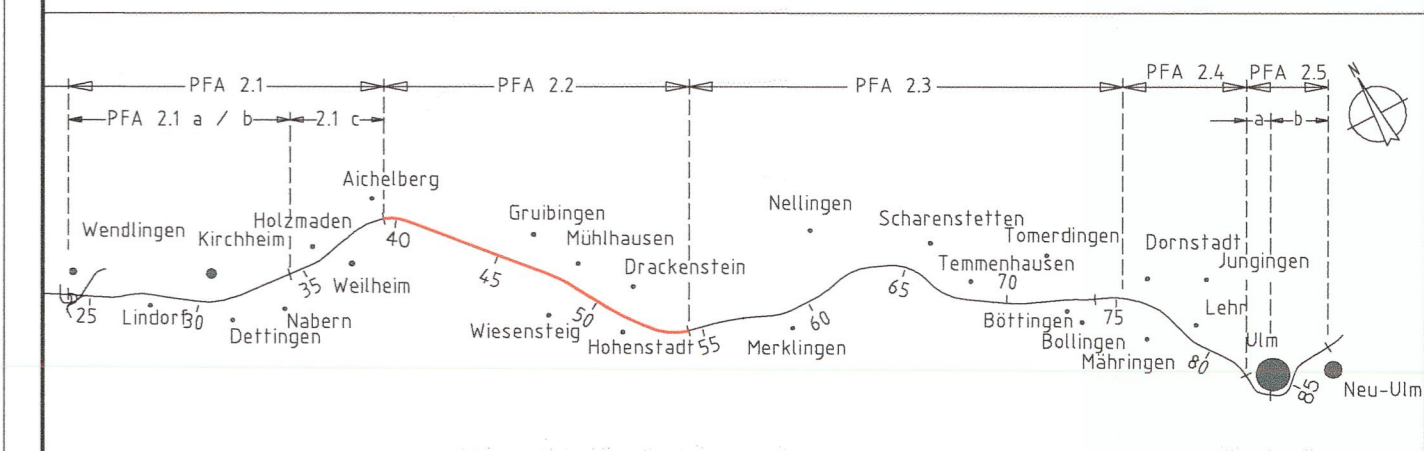 PFA 2.1
PFA 2.2
PFA 2.3
PFA 2.4
PFA 2.5
N
PFA 2.1 a / b
2.1 c
a
b
Aichelberg
Wendlingen
Kirchheim
Holzmaden
40
Gruibingen
Mühlhausen
Drackenstein
Nellingen
Scharenstetten
Tomerdingen
Dornstadt
Jungingen
25
Lindorf
30
Dettingen
Nabern
35
Weilheim
45
Wiesensteig
50
Hohenstadt
55
Merklingen
60
65
Temmenhausen
70
Böttingen
Bollingen
Mähringen
75
Lehr
80
Ulm
85
Neu-Ulm